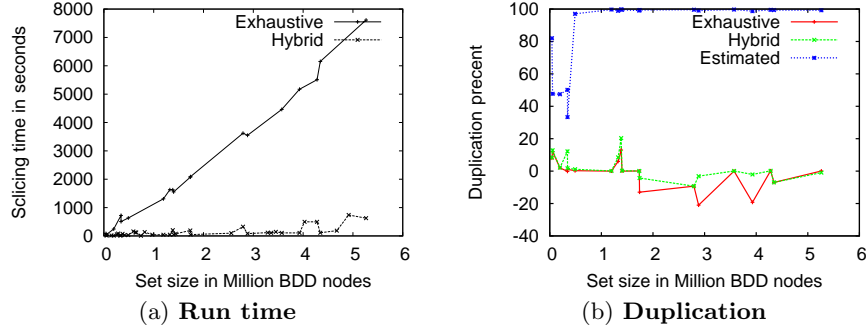 8000
7000
6000
5000
4000
3000
2000
1000
0
Sclicing time in seconds
Exhaustive
Hybrid
0 1 2 3 4 5 6
Set size in Million BDD nodes
(a) Run time
100
80
60
40
20
0
-20
-40
Duplication precent
Exhaustive
Hybrid
Estimated
0 1 2 3 4 5 6
Set size in Million BDD nodes
(b) Duplication